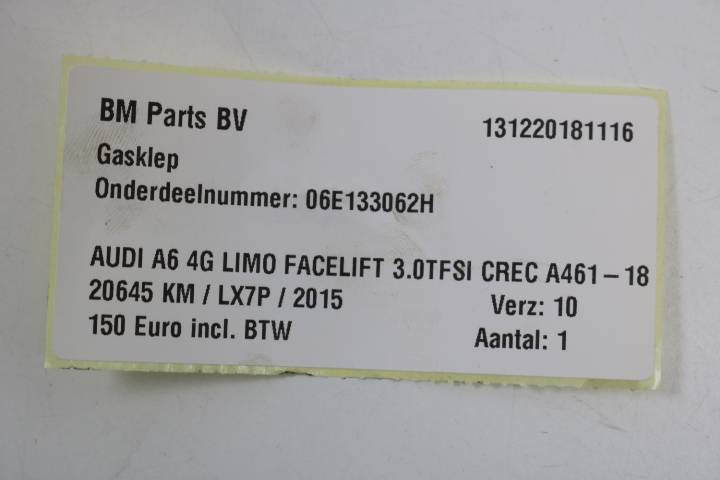 BM Parts BV
131220181116
Gasklep
Onderdeelnummer: 06E133062H
AUDI A6 4G LIMO FACELIFT 3.0TFSI CREC A461-18
20645 KM / LX7P / 2015 Verz: 10
150 Euro incl. BTW Aantal: 1